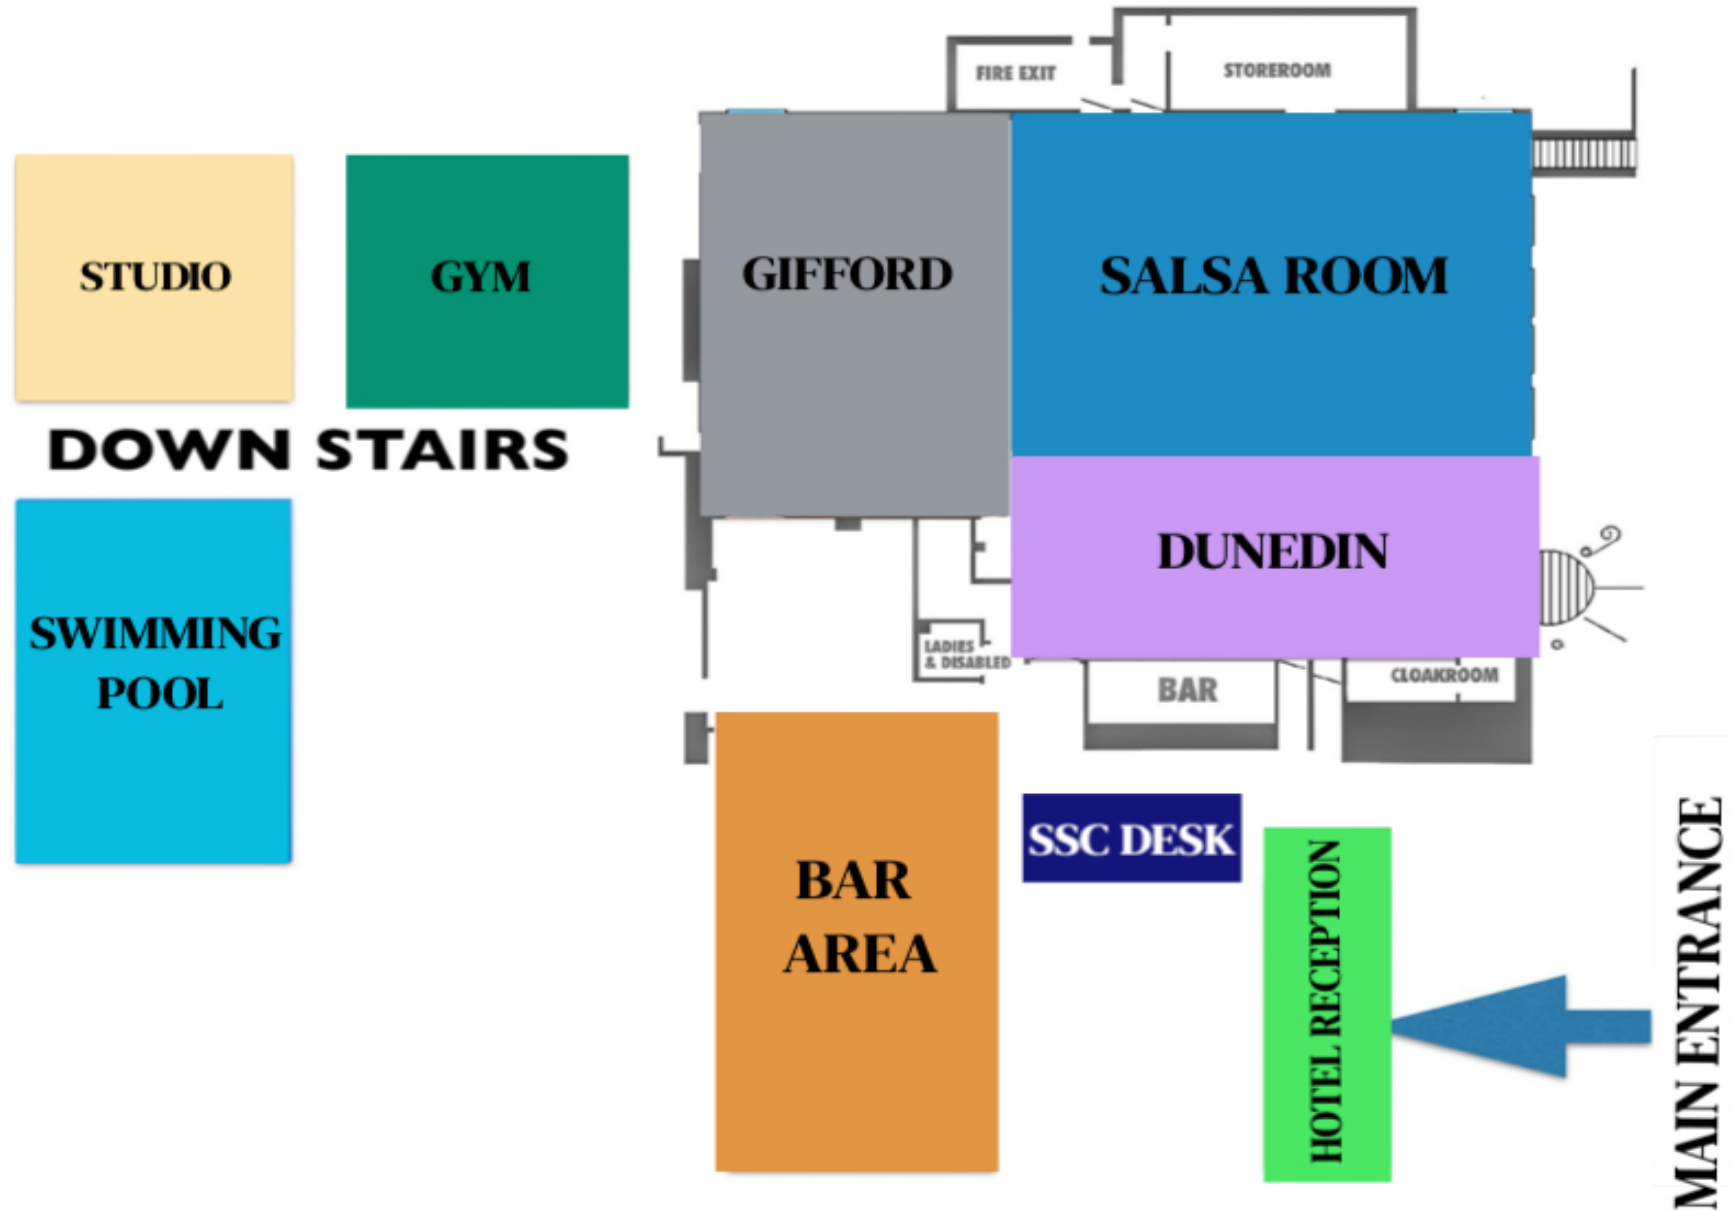 FIRE EXIT
STOREROOM
STUDIO
GYM
GIFFORD
SALSA ROOM
DOWN STAIRS
SWIMMING
POOL
DUNEDIN
LADIES
& DISABLED
BAR
CLOAKROOM
BAR
AREA
SSC DESK
HOTEL RECEPTION
MAIN ENTRANCE